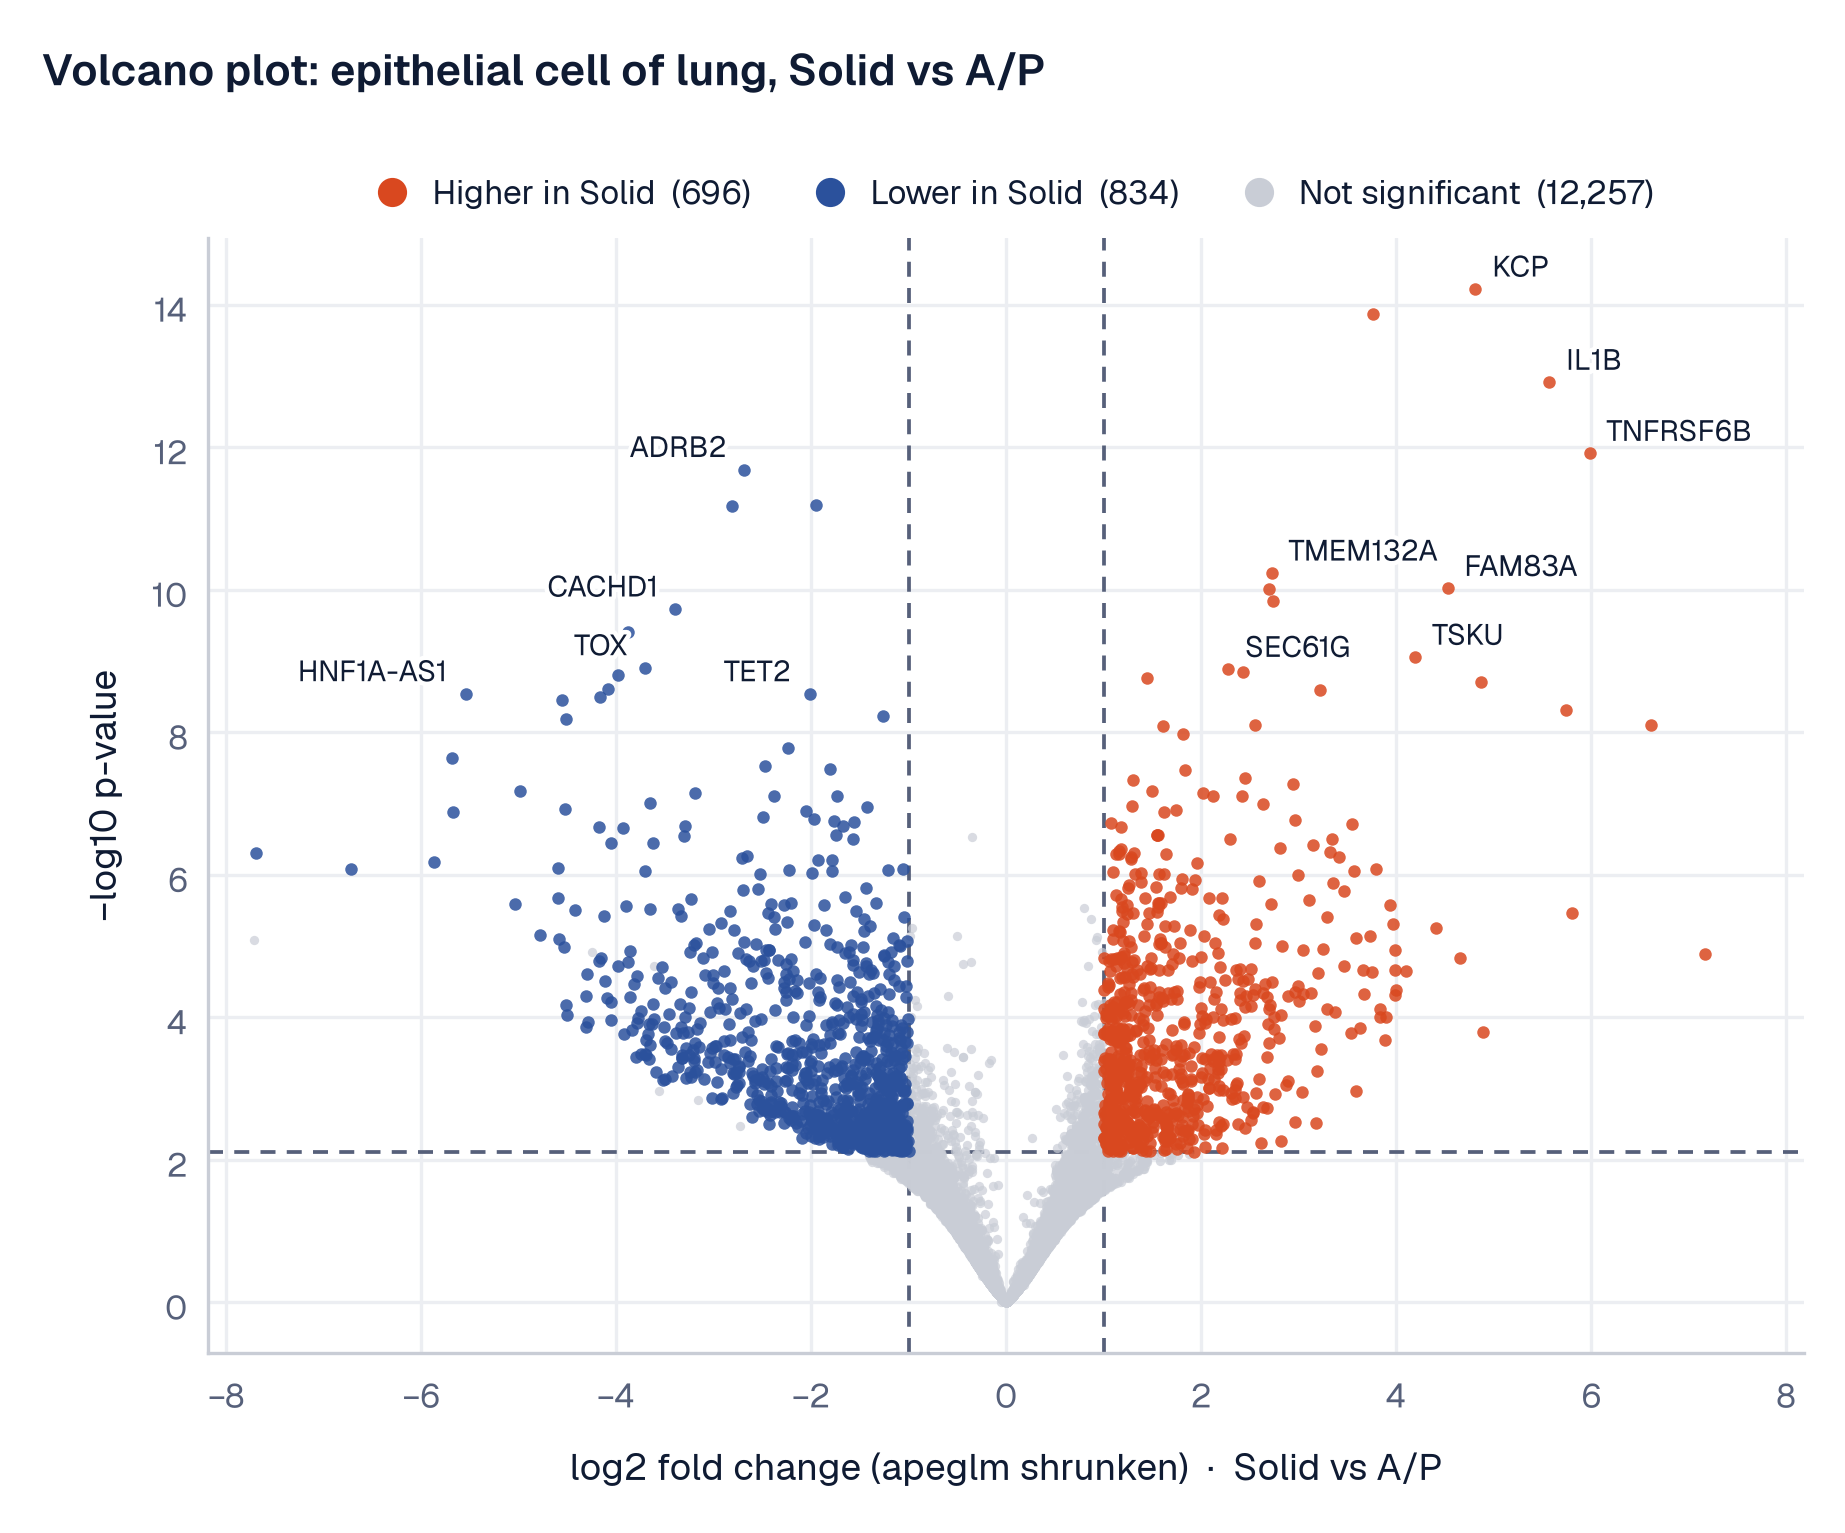 Volcano plot: epithelial cell of lung, Solid vs A/P
Higher in Solid (696) Lower in Solid (834) Not significant (12,257)
KCP
14
IL1B
TNFRSF6B
ADRB2
12
TMEM132A
FAM83A
CACHD1
10
TOX
TSKU
SEC61G
HNF1A-AS1
TET2
8
6
4
2
0
−log10 p-value
−8 −6 −4 −2 0 2 4 6 8
log2 fold change (apeglm shrunken) · Solid vs A/P